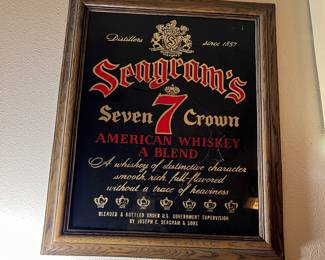 Distillers since 1857
Seagram's
Seven 7 Crown
AMERICAN WHISKEY
A BLEND
A whiskey of distinctive character
smooth, rich, full-flavored
without a trace of heaviness
BLENDED & BOTTLED UNDER U.S. GOVERNMENT SUPERVISION
BY JOSEPH E. SEAGRAM & SONS